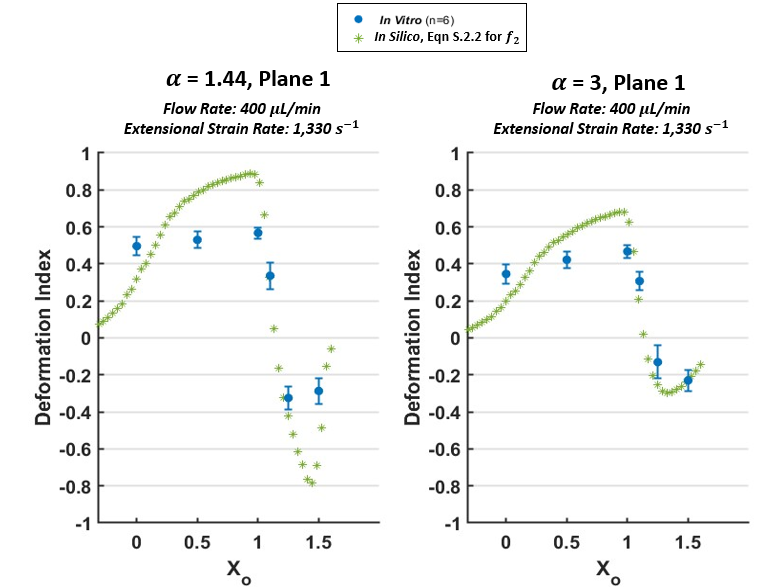 In Vitro (n=6)
In Silico, Eqn S.2.2 for f₂
α = 1.44, Plane 1
Flow Rate: 400 μL/min
Extensional Strain Rate: 1,330 s⁻¹
1
0.8
0.6
0.4
0.2
0
-0.2
-0.4
-0.6
-0.8
-1
Deformation Index
0 0.5 1 1.5
Xₒ
α = 3, Plane 1
Flow Rate: 400 μL/min
Extensional Strain Rate: 1,330 s⁻¹
1
0.8
0.6
0.4
0.2
0
-0.2
-0.4
-0.6
-0.8
-1
Deformation Index
0 0.5 1 1.5
Xₒ